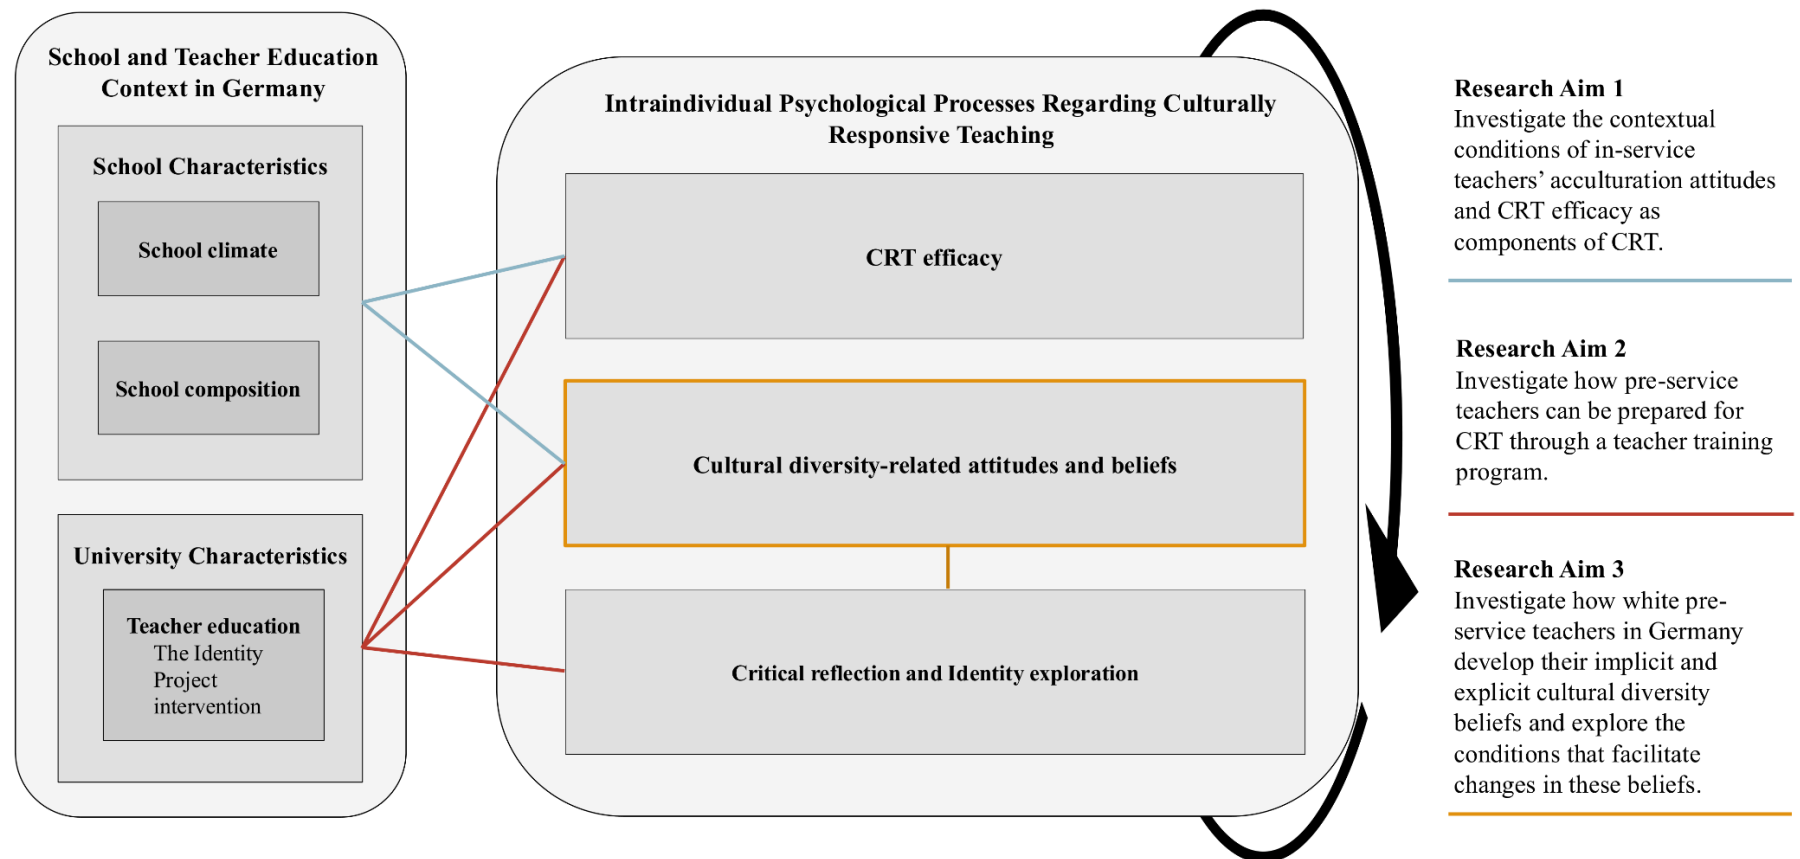 School and Teacher Education
Context in Germany
School Characteristics
School climate
School composition
University Characteristics
Teacher education
The Identity
Project
intervention
Intraindividual Psychological Processes Regarding Culturally
Responsive Teaching
CRT efficacy
Cultural diversity-related attitudes and beliefs
Critical reflection and Identity exploration
Research Aim 1
Investigate the contextual
conditions of in-service
teachers’ acculturation attitudes
and CRT efficacy as
components of CRT.
Research Aim 2
Investigate how pre-service
teachers can be prepared for
CRT through a teacher training
program.
Research Aim 3
Investigate how white pre-
service teachers in Germany
develop their implicit and
explicit cultural diversity
beliefs and explore the
conditions that facilitate
changes in these beliefs.